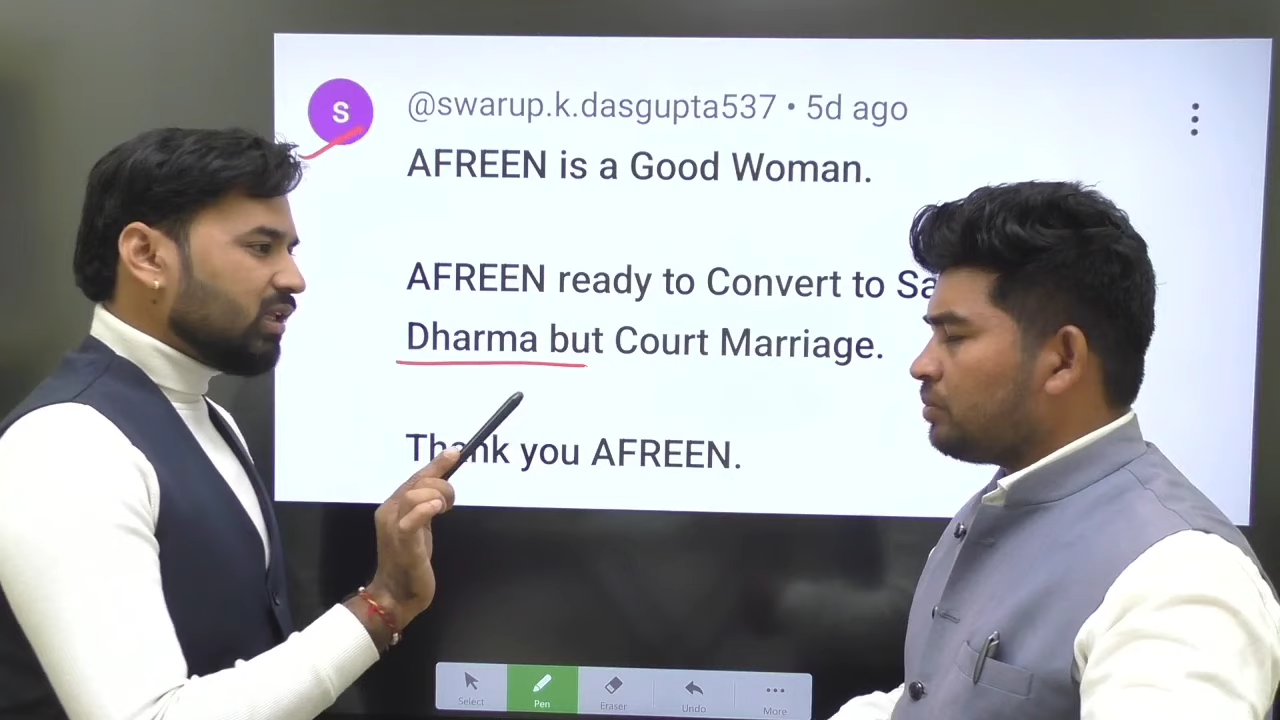 S
@swarup.k.dasgupta537 • 5d ago
AFREEN is a Good Woman.
AFREEN ready to Convert to
Dharma but Court Marriage.
Thank you AFREEN.
Select
Pen
Eraser
Undo
More